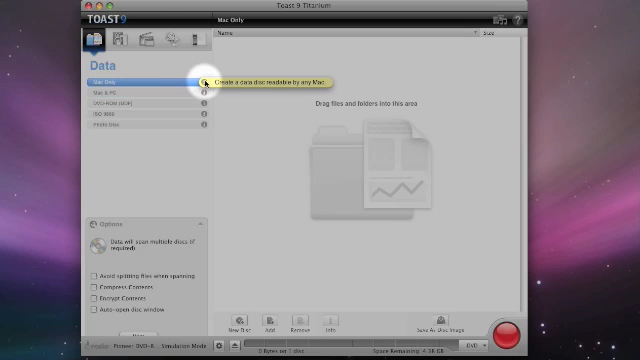 Toast 9 Titanium
TOAST 9
Mac Only
?
Data
Name
Size
Mac Only
Create a data disc readable by any Mac
Mac & PC
DVD-ROM (UDF)
ISO 9660
Photo Disc
Drag files and folders into this area
Options
Data will span multiple discs (if required)
Avoid splitting files when spanning
Compress Contents
Encrypt Contents
Auto-open disc window
New Disc
Add
Remove
Info
Save As Disc Image
Pioneer DVD-R
Simulation Mode
0 Bytes on 1 disc
Space Remaining: 4.38 GB
DVD